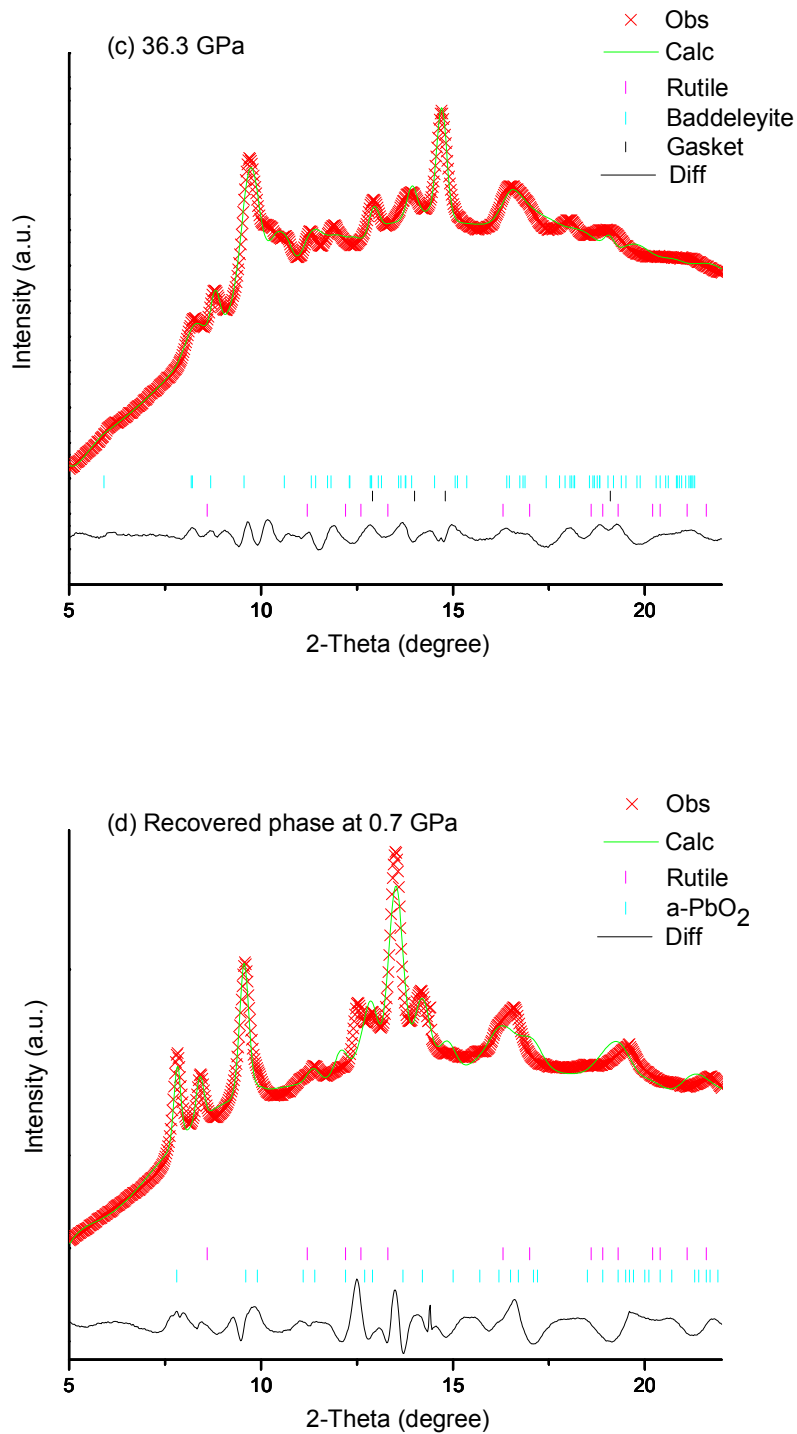 (c) 36.3 GPa
Obs
Calc
Rutile
Baddeleyite
Gasket
Diff
Intensity (a.u.)
5 10 15 20
2-Theta (degree)
(d) Recovered phase at 0.7 GPa
Obs
Calc
Rutile
a-PbO₂
Diff
Intensity (a.u.)
5 10 15 20
2-Theta (degree)